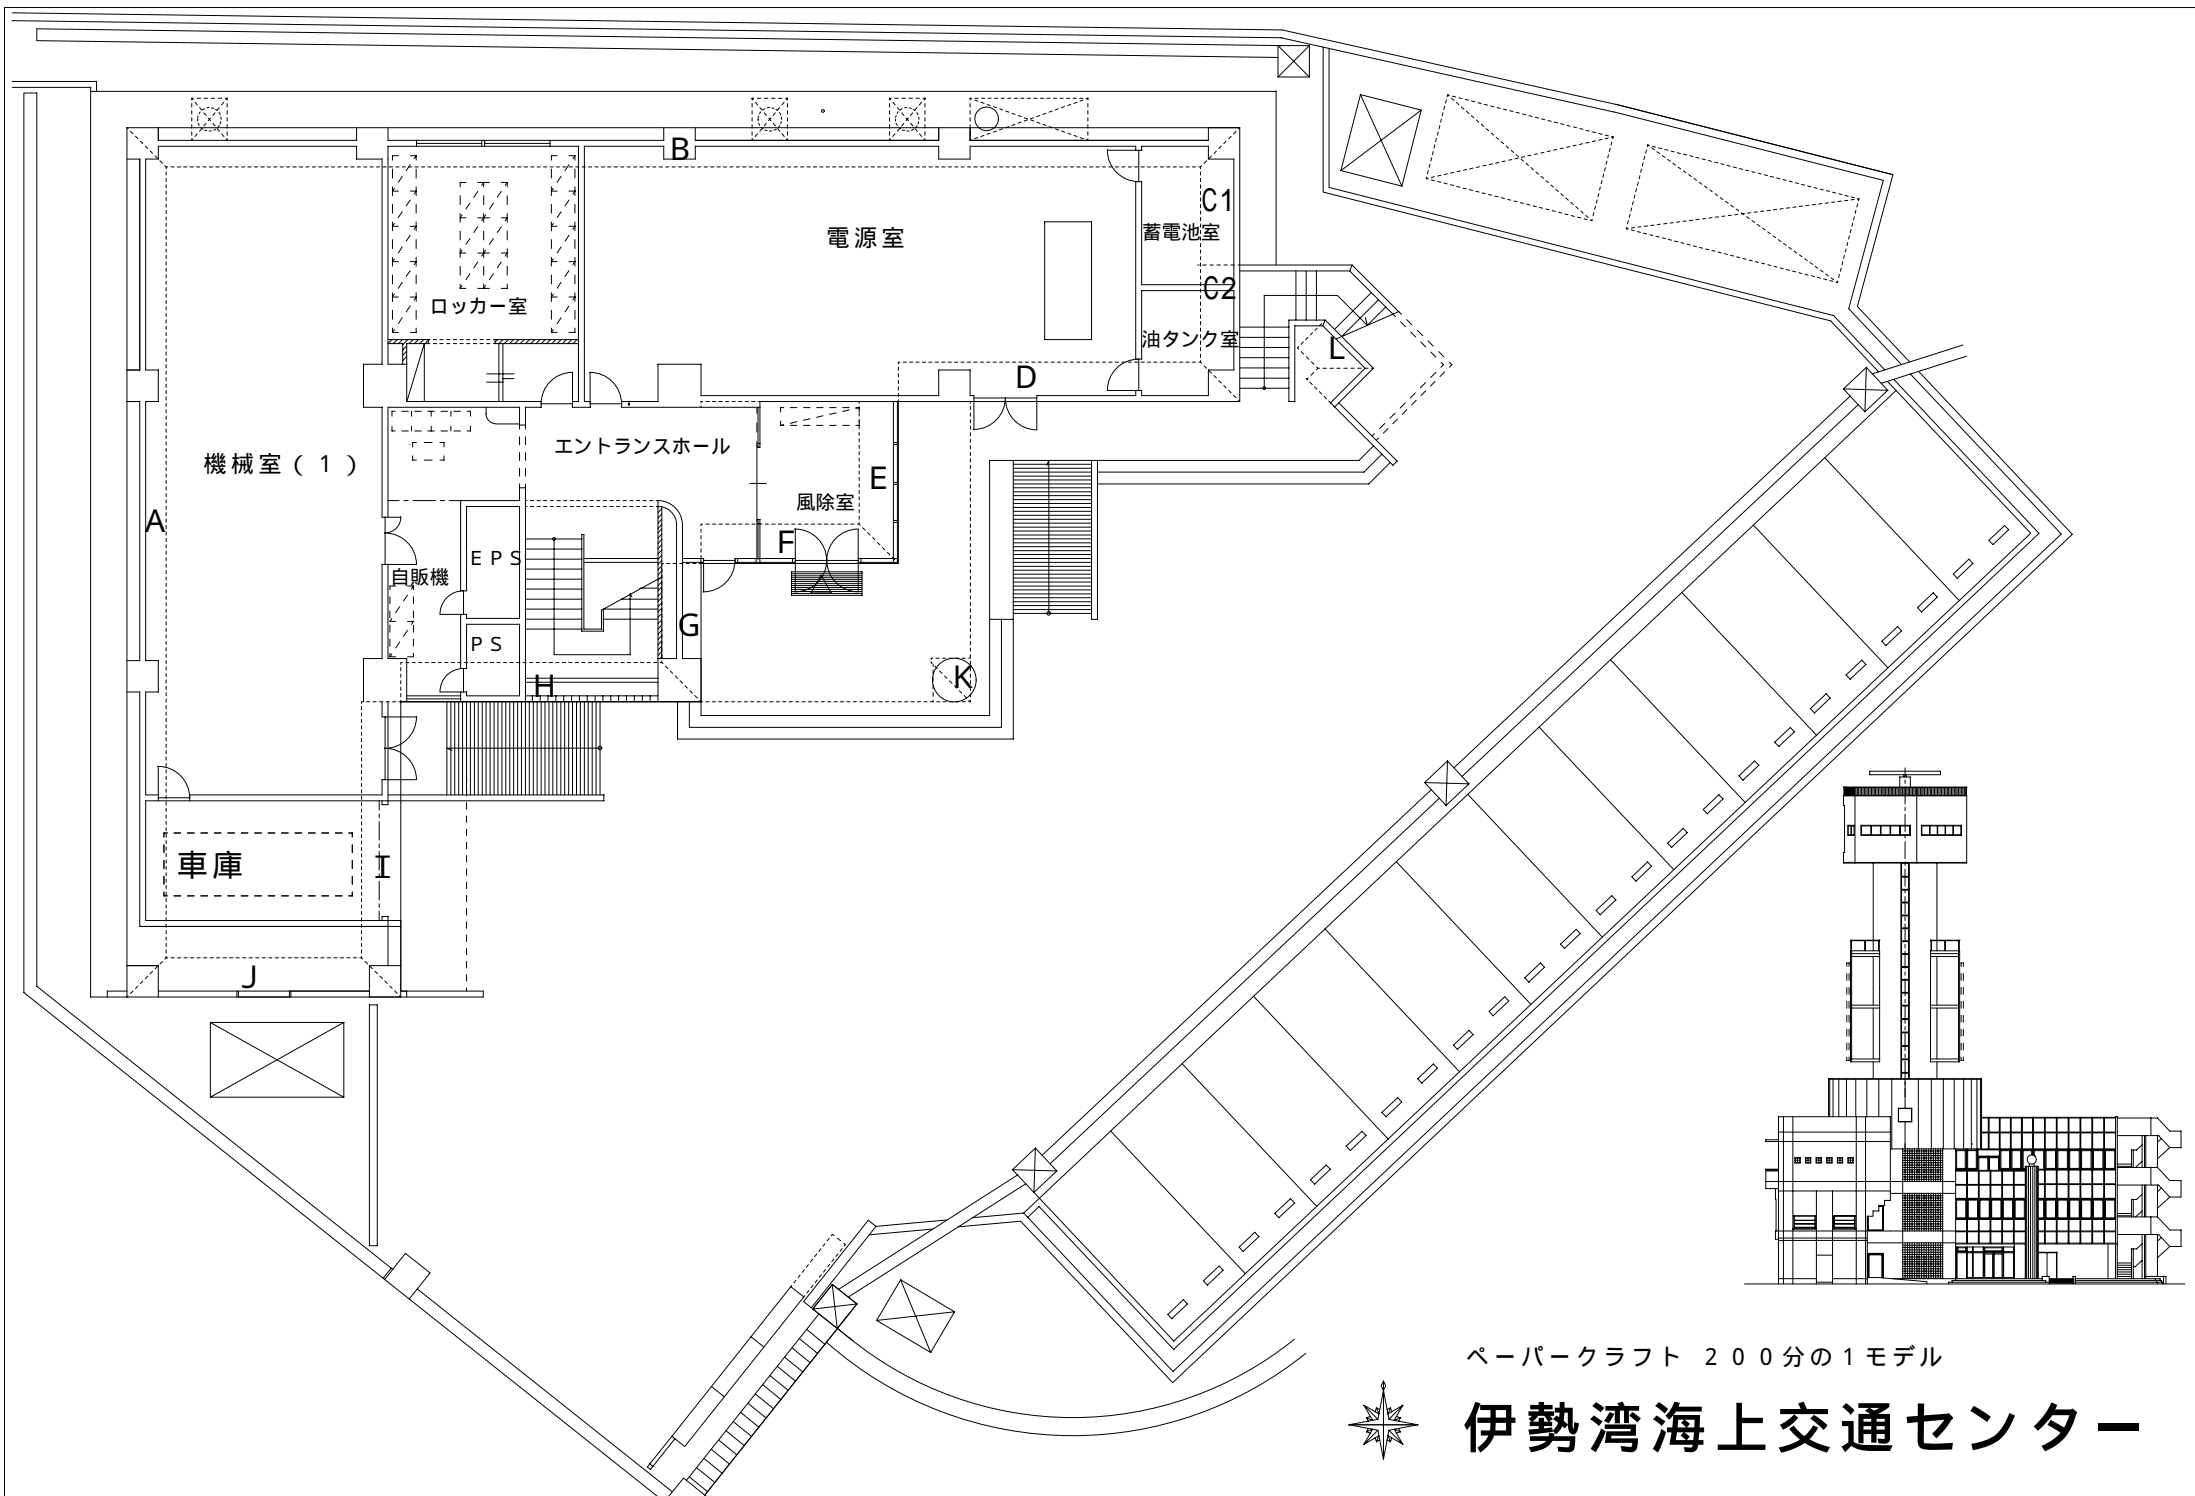 B
C1
蓄電池室
電源室
C2
ロッカー室
油タンク室
L
D
エントランスホール
機械室(1)
E
風除室
A
F
EPS
自販機
G
PS
H
K
車庫
I
J
ペーパークラフト 200分の1モデル
伊勢湾海上交通センター